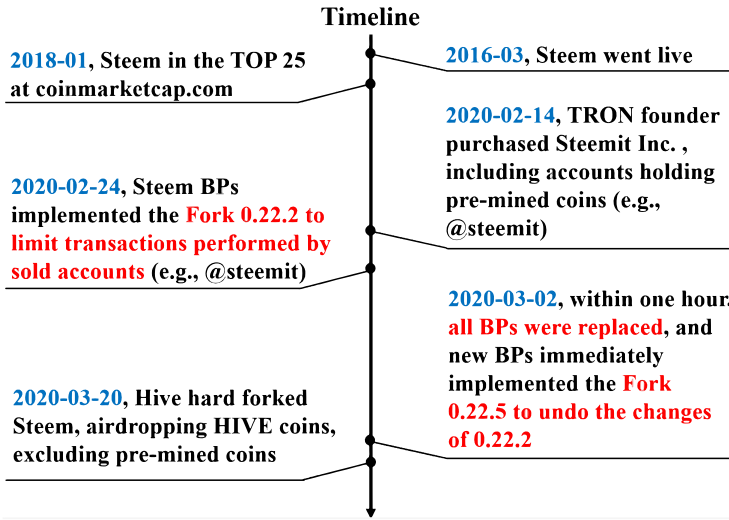 Timeline
2016-03, Steem went live
2018-01, Steem in the TOP 25
at coinmarketcap.com
2020-02-14, TRON founder
purchased Steemit Inc. ,
including accounts holding
pre-mined coins (e.g.,
@steemit)
2020-02-24, Steem BPs
implemented the Fork 0.22.2 to
limit transactions performed by
sold accounts (e.g., @steemit)
2020-03-02, within one hour.
all BPs were replaced, and
new BPs immediately
implemented the Fork
0.22.5 to undo the changes
of 0.22.2
2020-03-20, Hive hard forked
Steem, airdropping HIVE coins,
excluding pre-mined coins